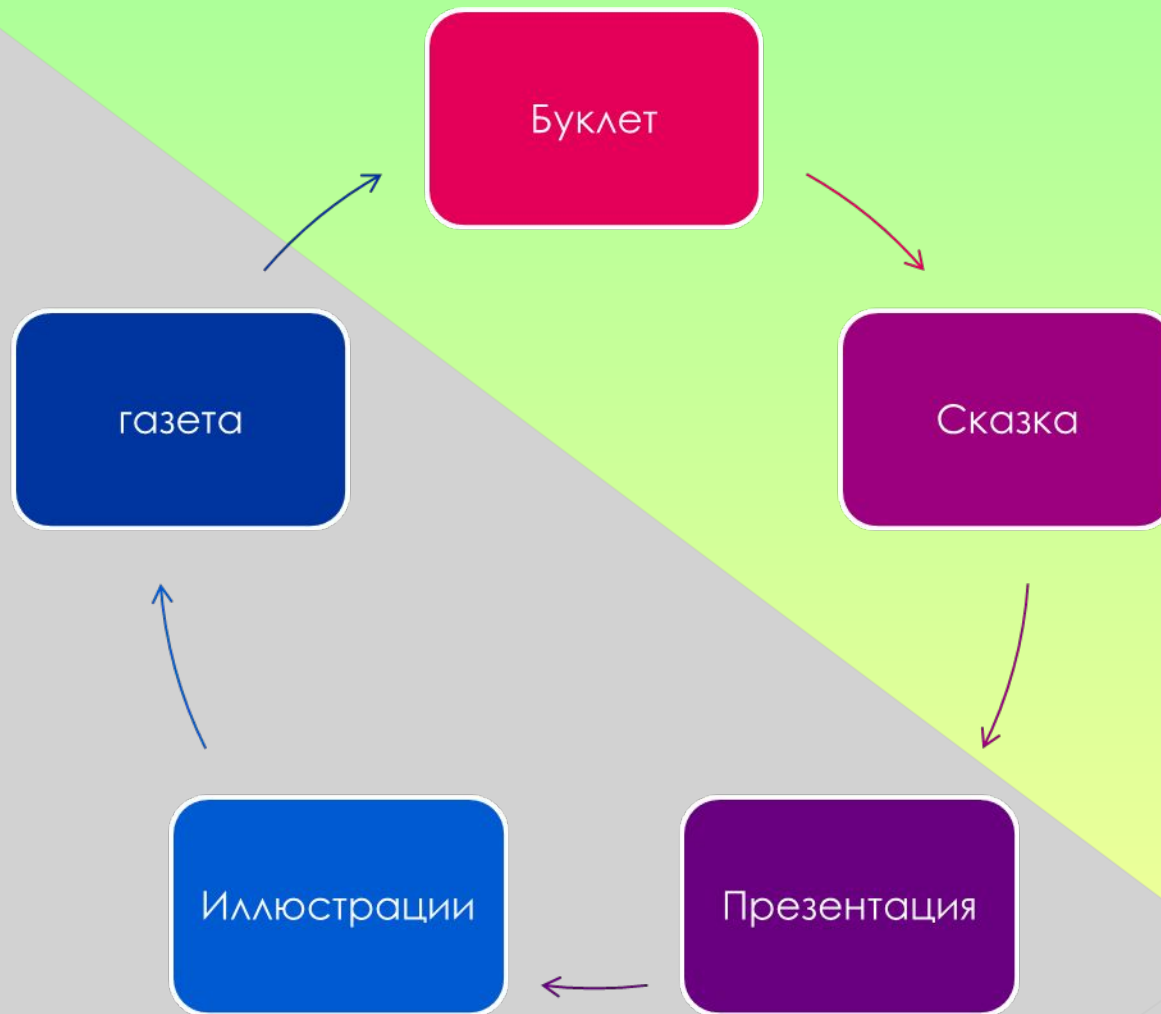 Буклет
газета
Сказка
Иллюстрации
Презентация